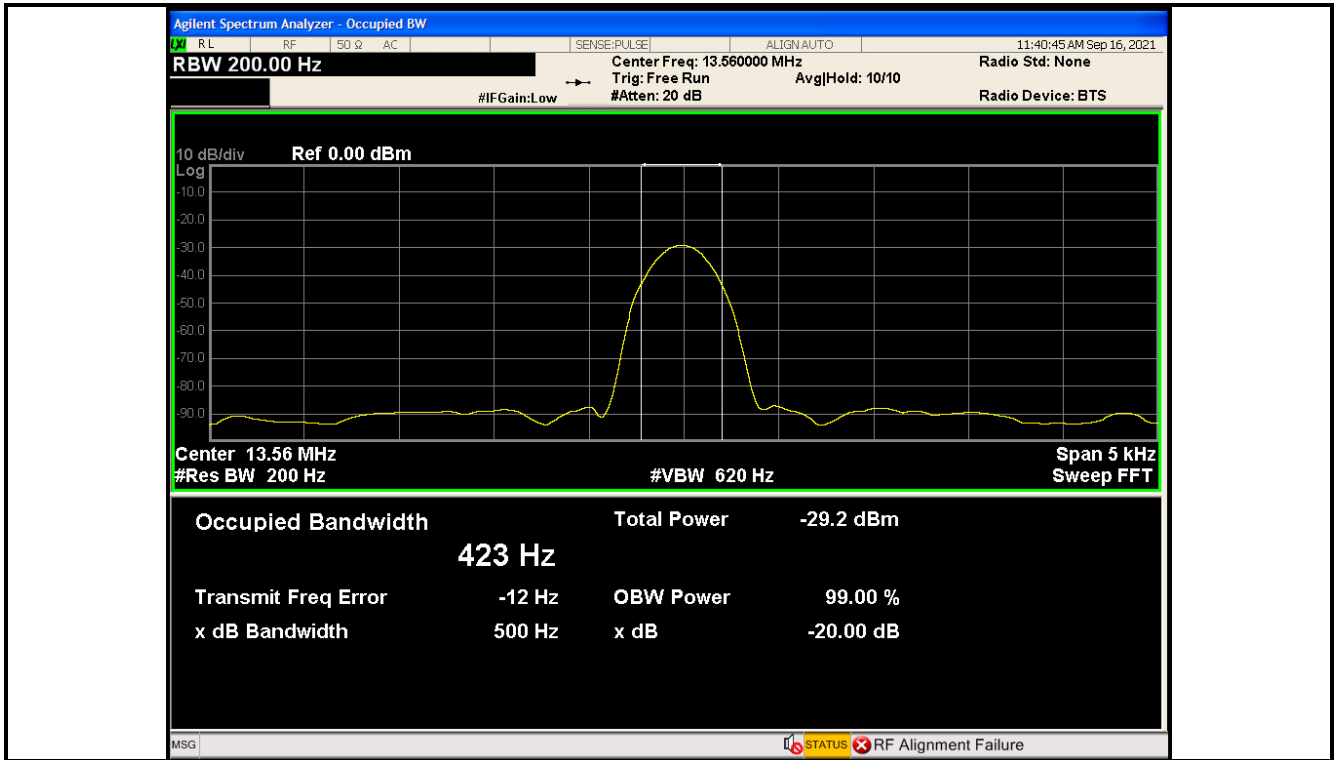 Agilent Spectrum Analyzer - Occupied BW
LXI RL RF 50 Ω AC SENSE:PULSE ALIGN AUTO 11:40:45 AM Sep 16, 2021
RBW 200.00 Hz
Center Freq: 13.560000 MHz Radio Std: None
Trig: Free Run Avg|Hold: 10/10
#IFGain:Low #Atten: 20 dB Radio Device: BTS
10 dB/div Ref 0.00 dBm
Log
-10.0
-20.0
-30.0
-40.0
-50.0
-60.0
-70.0
-80.0
-90.0
Center 13.56 MHz Span 5 kHz
#Res BW 200 Hz #VBW 620 Hz Sweep FFT
Occupied Bandwidth Total Power -29.2 dBm
423 Hz
Transmit Freq Error -12 Hz OBW Power 99.00 %
x dB Bandwidth 500 Hz x dB -20.00 dB
MSG STATUS RF Alignment Failure